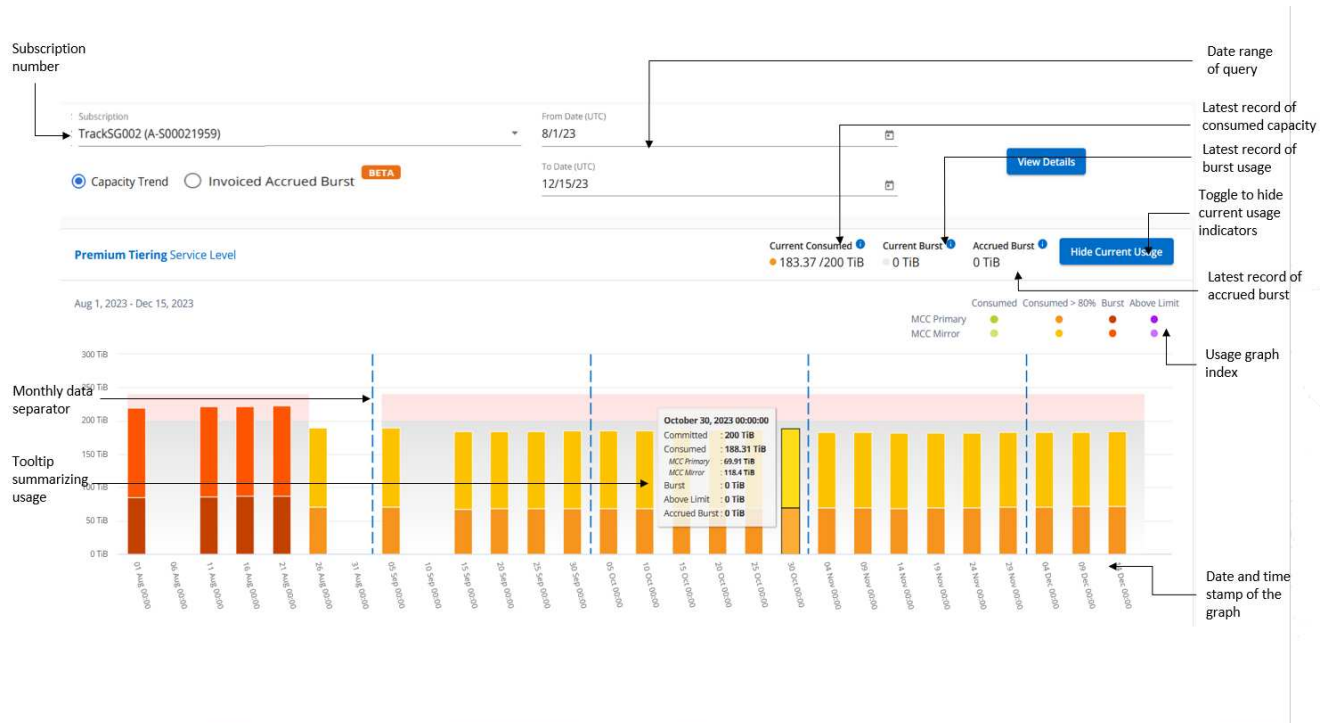 Subscription
number
Date range
of query
Latest record of
consumed capacity
Latest record of
burst usage
Toggle to hide
current usage
indicators
Latest record of
accrued burst
Usage graph
index
Date and time
stamp of the
graph
Monthly data
separator
Tooltip
summarizing
usage
Subscription
TrackSG002 (A-S00021959)
From Date (UTC)
8/1/23
To Date (UTC)
12/15/23
View Details
Capacity Trend
Invoiced Accrued Burst
BETA
Premium Tiering Service Level
Current Consumed
183.37 /200 TiB
Current Burst
0 TiB
Accrued Burst
0 TiB
Hide Current Usage
Aug 1, 2023 - Dec 15, 2023
Consumed Consumed > 80% Burst Above Limit
MCC Primary
MCC Mirror
300 TiB
200 TiB
150 TiB
50 TiB
0 TiB
October 30, 2023 00:00:00
Committed : 200 TiB
Consumed : 188.31 TiB
MCC Primary : 69.91 TiB
MCC Mirror : 118.4 TiB
Burst : 0 TiB
Above Limit : 0 TiB
Accrued Burst : 0 TiB
01 Aug 00:00
06 Aug 00:00
11 Aug 00:00
16 Aug 00:00
21 Aug 00:00
26 Aug 00:00
31 Aug 00:00
05 Sep 00:00
10 Sep 00:00
15 Sep 00:00
20 Sep 00:00
25 Sep 00:00
30 Sep 00:00
05 Oct 00:00
10 Oct 00:00
15 Oct 00:00
20 Oct 00:00
25 Oct 00:00
30 Oct 00:00
04 Nov 00:00
09 Nov 00:00
14 Nov 00:00
19 Nov 00:00
24 Nov 00:00
29 Nov 00:00
04 Dec 00:00
09 Dec 00:00
Dec 00:00